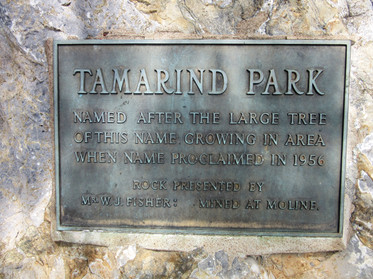 TAMARIND PARK
NAMED AFTER THE LARGE TREE
OF THIS NAME GROWING IN AREA
WHEN NAME PROCLAIMED IN 1956
ROCK PRESENTED BY
MR W. J. FISHER: MINED AT MOLINE.